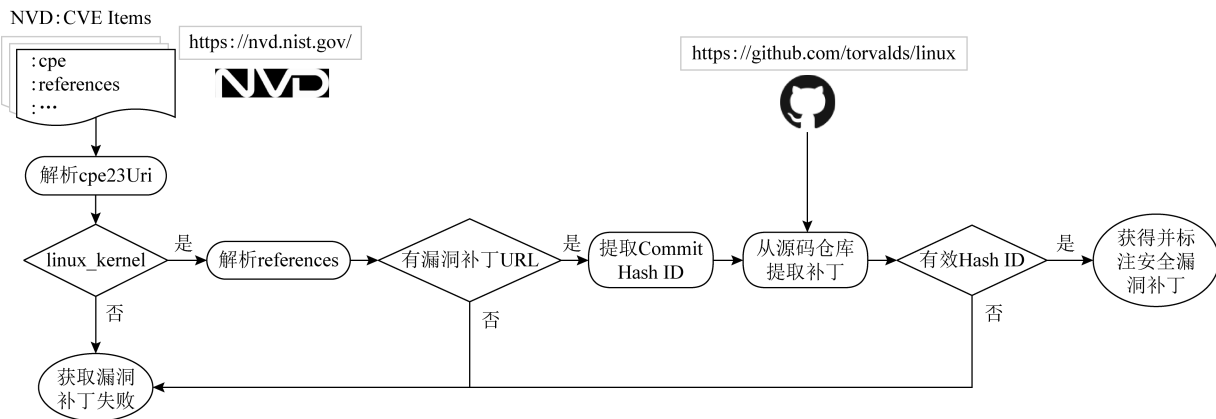 NVD:CVE Items
https://nvd.nist.gov/
:cpe
:references
:…
NVD
https://github.com/torvalds/linux
解析cpe23Uri
linux_kernel
是
解析references
有漏洞补丁URL
是
提取Commit
Hash ID
从源码仓库
提取补丁
有效Hash ID
是
获得并标
注安全漏
洞补丁
否
否
否
获取漏洞
补丁失败